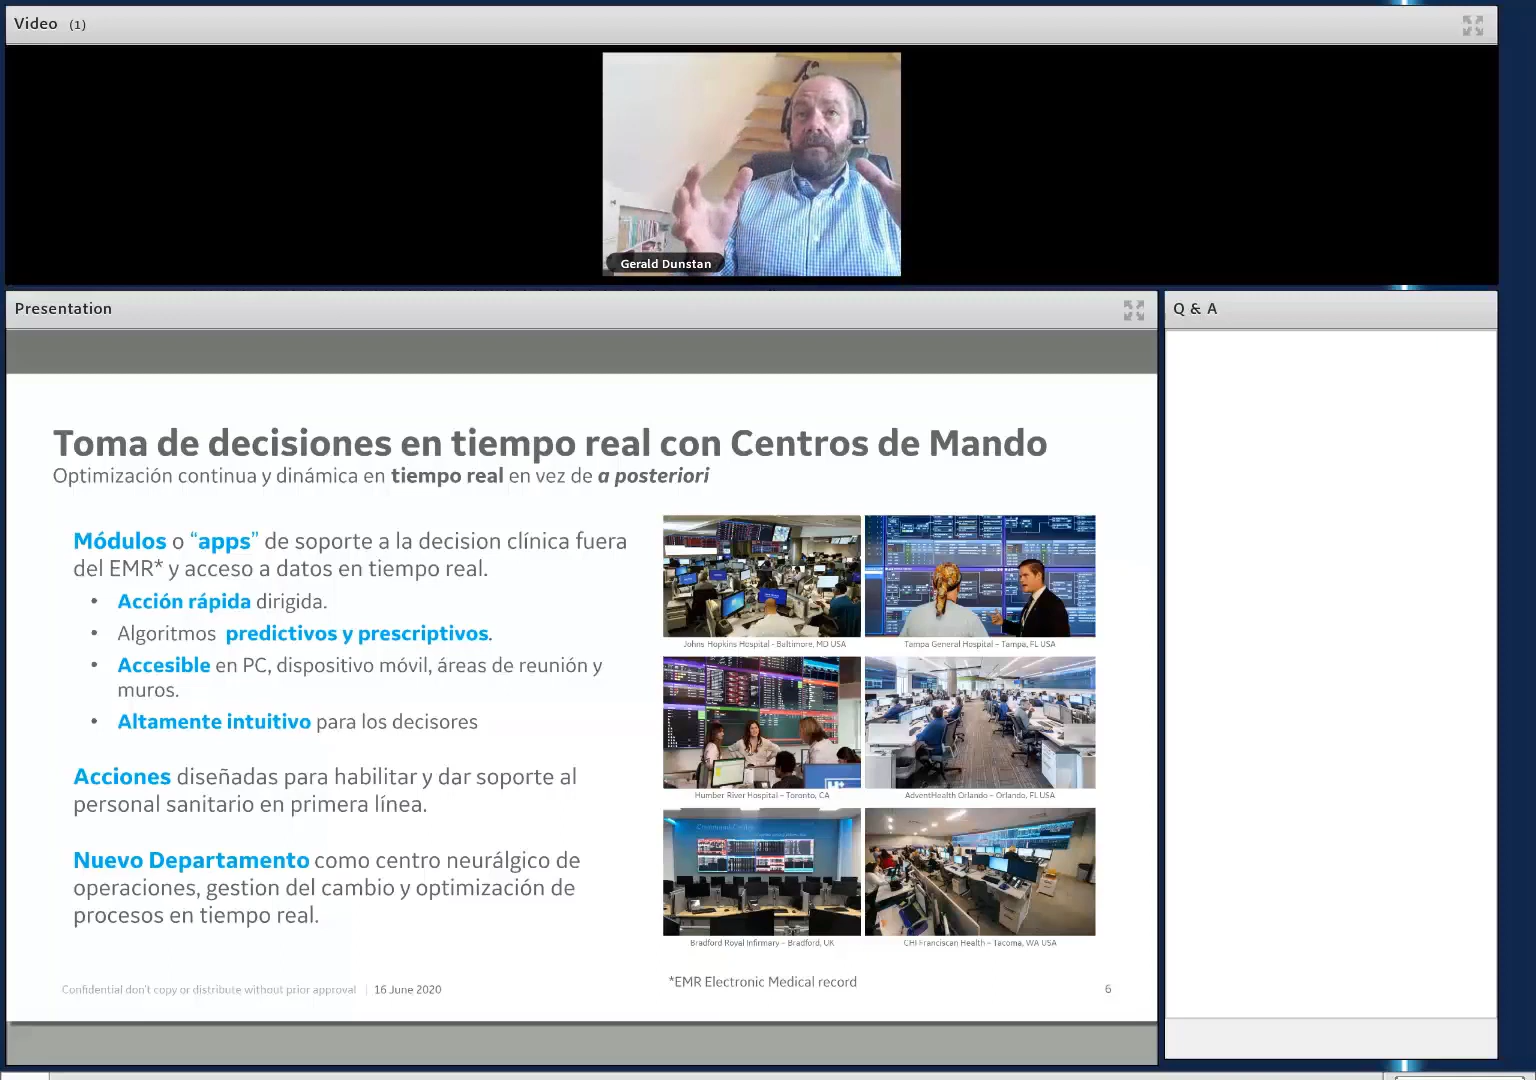 Video (1)
Gerald Dunstan
Presentation
Q & A
Toma de decisiones en tiempo real con Centros de Mando
Optimización continua y dinámica en tiempo real en vez de a posteriori
Módulos o “apps” de soporte a la decision clínica fuera
del EMR* y acceso a datos en tiempo real.
• Acción rápida dirigida.
• Algoritmos predictivos y prescriptivos.
• Accesible en PC, dispositivo móvil, áreas de reunión y
muros.
• Altamente intuitivo para los decisores
Acciones diseñadas para habilitar y dar soporte al
personal sanitario en primera línea.
Nuevo Departamento como centro neurálgico de
operaciones, gestion del cambio y optimización de
procesos en tiempo real.
Johns Hopkins Hospital - Baltimore, MD USA
Tampa General Hospital – Tampa, FL USA
Humber River Hospital – Toronto, CA
AdventHealth Orlando – Orlando, FL USA
Bradford Royal Infirmary – Bradford, UK
CHI Franciscan Health – Tacoma, WA USA
*EMR Electronic Medical record
Confidential don't copy or distribute without prior approval | 16 June 2020
6